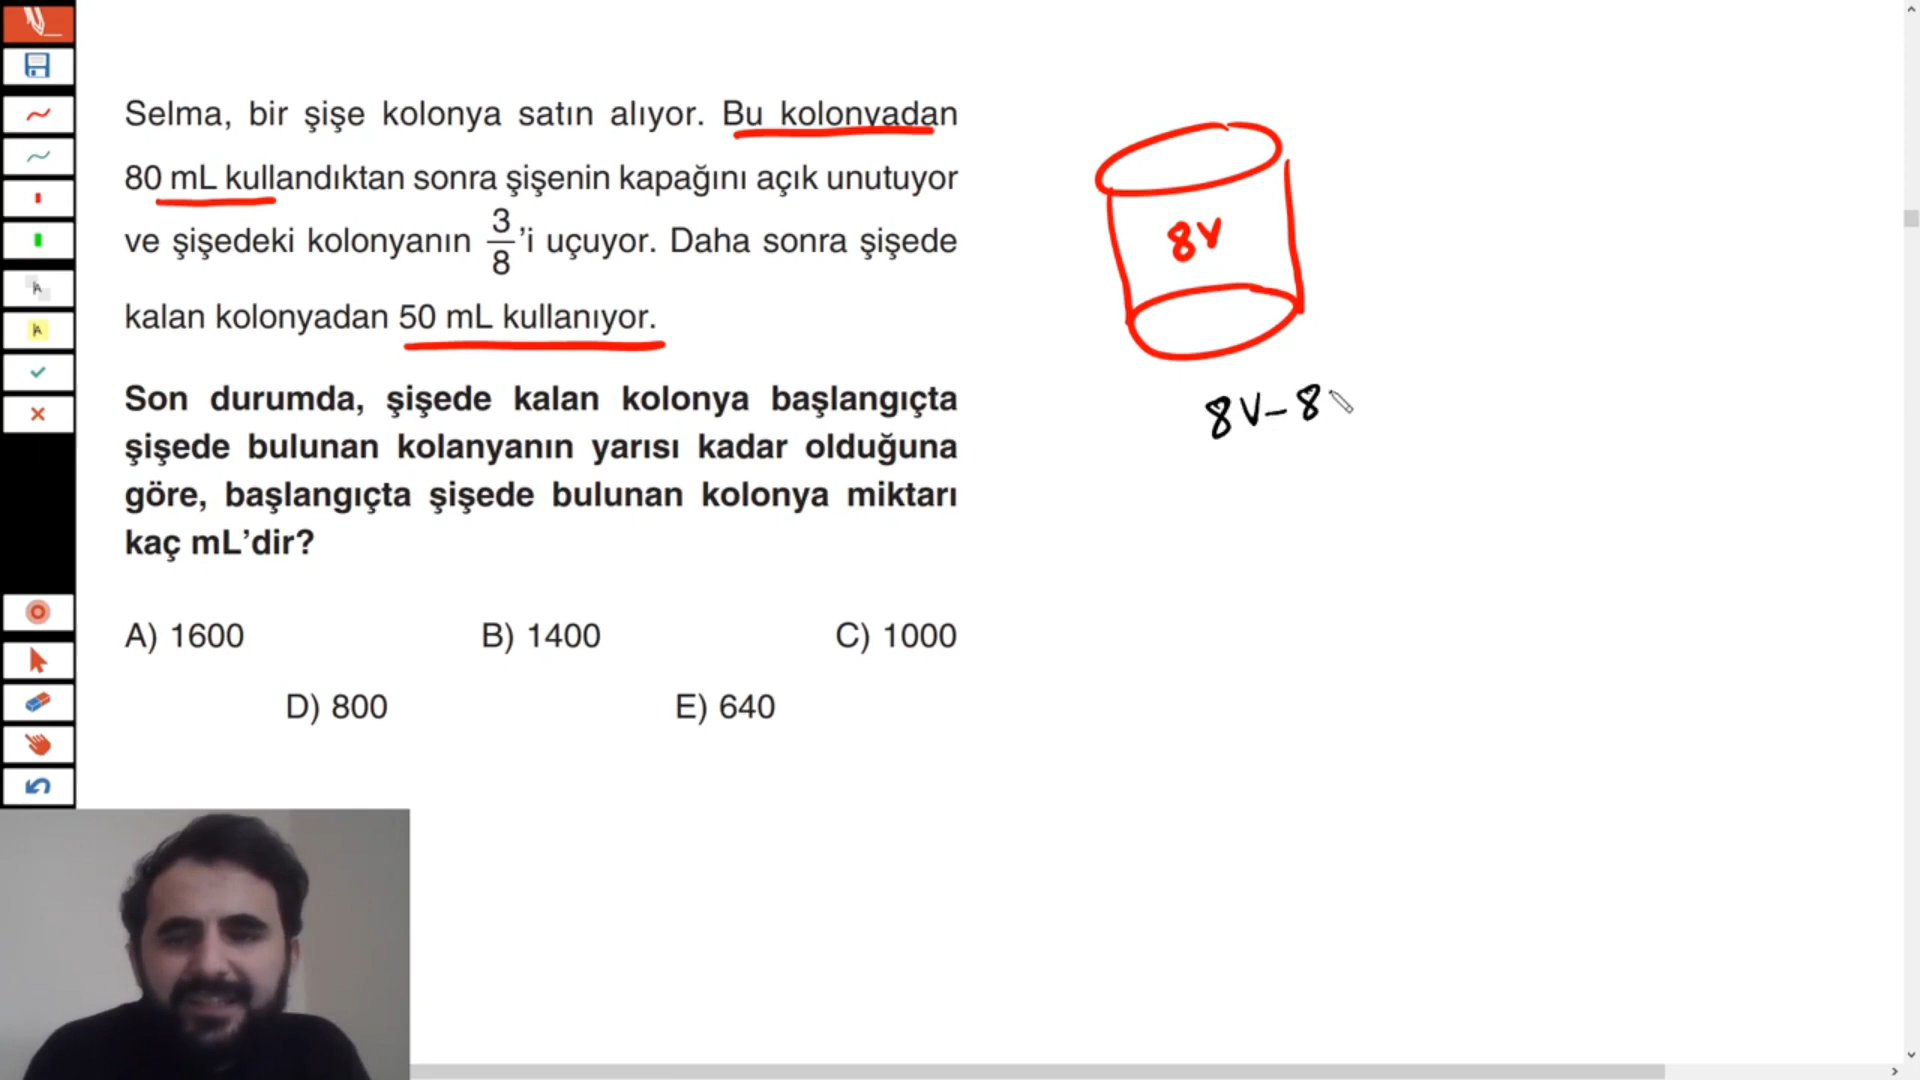 Selma, bir şişe kolonya satın alıyor. Bu kolonyadan
80 mL kullandıktan sonra şişenin kapağını açık unutuyor
ve şişedeki kolonyanın 3/8'i uçuyor. Daha sonra şişede
kalan kolonyadan 50 mL kullanıyor.
Son durumda, şişede kalan kolonya başlangıçta
şişede bulunan kolanyanın yarısı kadar olduğuna
göre, başlangıçta şişede bulunan kolonya miktarı
kaç mL'dir?
A) 1600 B) 1400 C) 1000
D) 800 E) 640
8V
8V-8